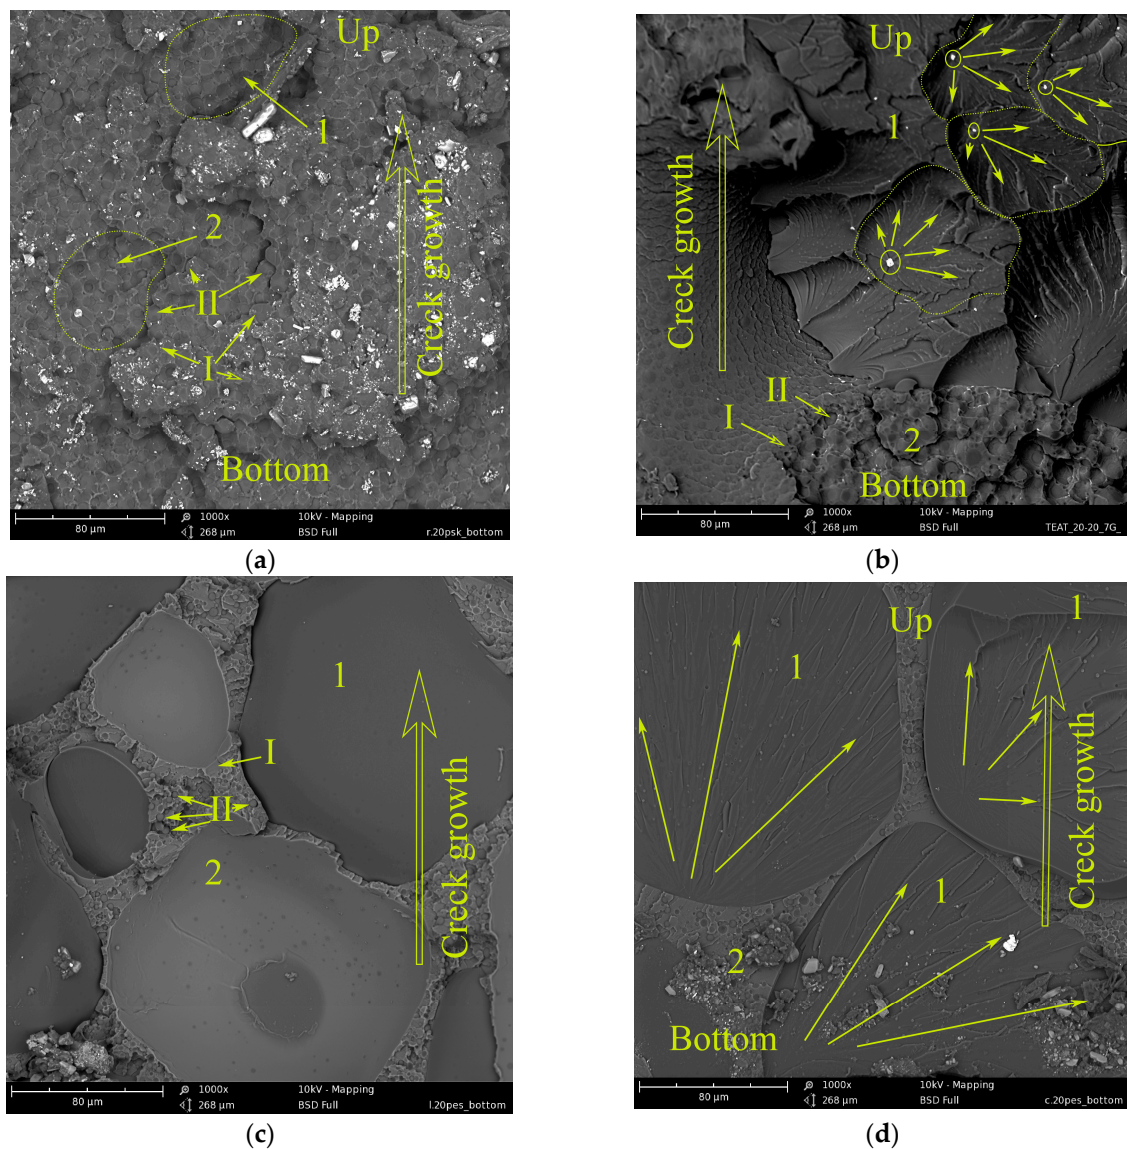 Up
1
2
II
I
Creck growth
Bottom
80 µm
1000x
268 µm
10kV - Mapping
BSD Full
r.20psk_bottom
(a)
Up
1
Creck growth
II
I
2
Bottom
80 µm
1000x
268 µm
10kV - Mapping
BSD Full
TEAT_20-20_7G_
(b)
1
I
II
2
Creck growth
80 µm
1000x
268 µm
10kV - Mapping
BSD Full
l.20pes_bottom
(c)
Up
1
1
1
Creck growth
2
Bottom
80 µm
1000x
268 µm
10kV - Mapping
BSD Full
c.20pes_bottom
(d)